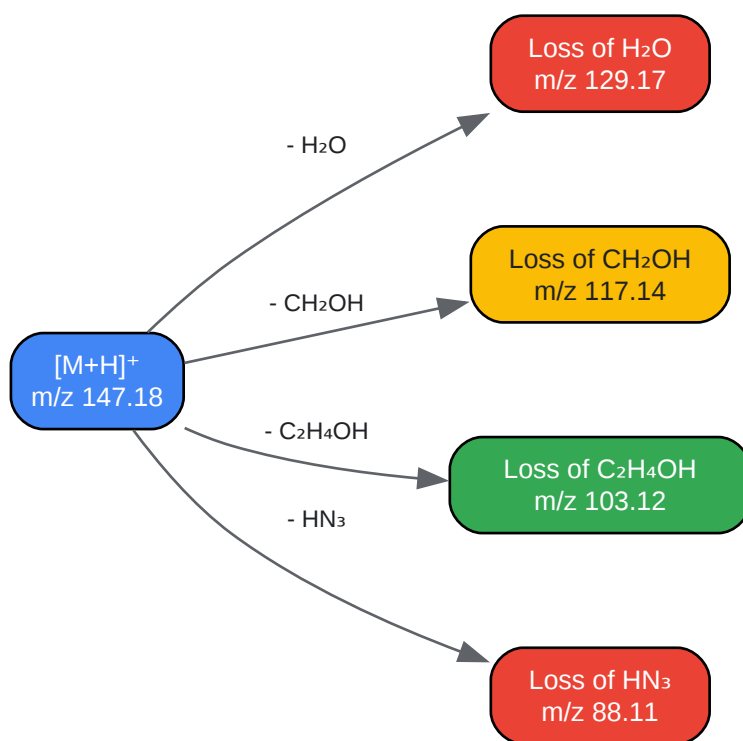 Loss of H₂O
m/z 129.17
- H₂O
Loss of CH₂OH
m/z 117.14
- CH₂OH
[M+H]⁺
m/z 147.18
- C₂H₄OH
Loss of C₂H₄OH
m/z 103.12
- HN₃
Loss of HN₃
m/z 88.11